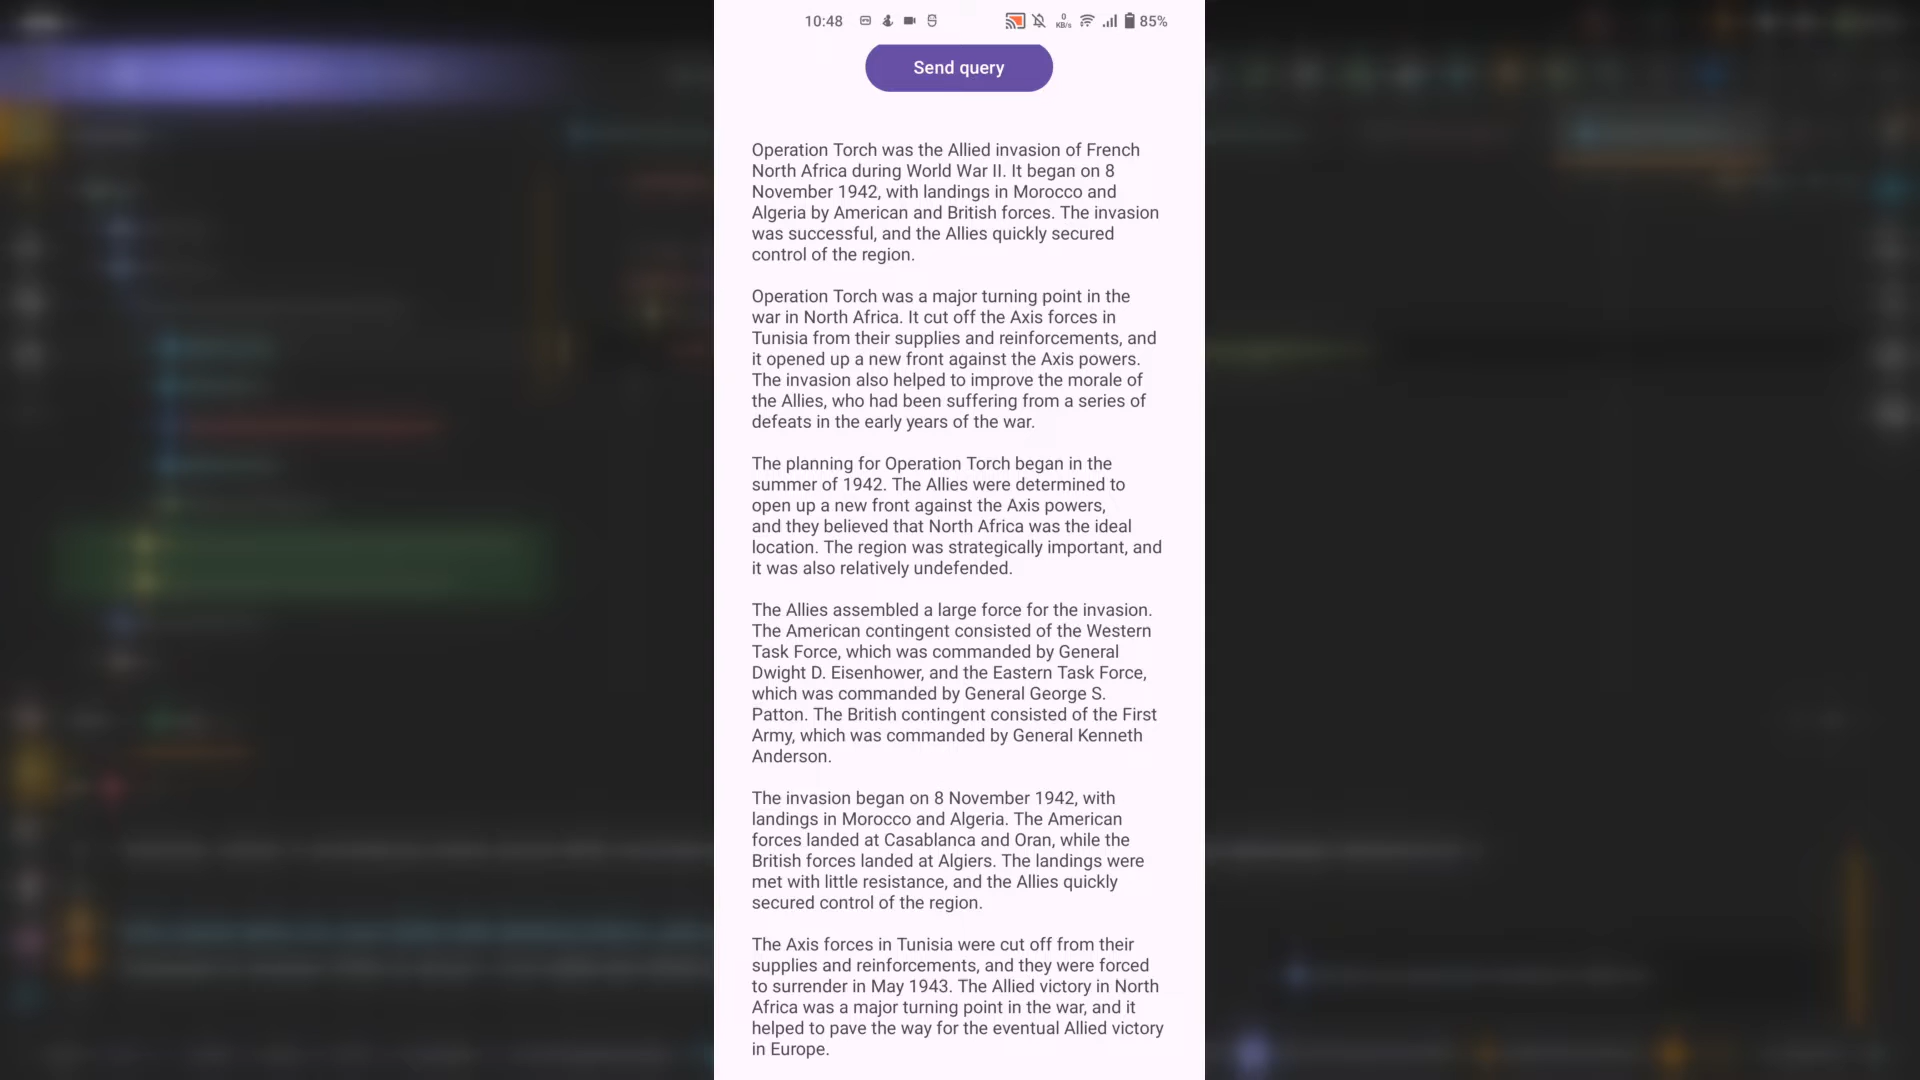 10:48
0
KB/s
85%
Send query
Operation Torch was the Allied invasion of French
North Africa during World War II. It began on 8
November 1942, with landings in Morocco and
Algeria by American and British forces. The invasion
was successful, and the Allies quickly secured
control of the region.
Operation Torch was a major turning point in the
war in North Africa. It cut off the Axis forces in
Tunisia from their supplies and reinforcements, and
it opened up a new front against the Axis powers.
The invasion also helped to improve the morale of
the Allies, who had been suffering from a series of
defeats in the early years of the war.
The planning for Operation Torch began in the
summer of 1942. The Allies were determined to
open up a new front against the Axis powers,
and they believed that North Africa was the ideal
location. The region was strategically important, and
it was also relatively undefended.
The Allies assembled a large force for the invasion.
The American contingent consisted of the Western
Task Force, which was commanded by General
Dwight D. Eisenhower, and the Eastern Task Force,
which was commanded by General George S.
Patton. The British contingent consisted of the First
Army, which was commanded by General Kenneth
Anderson.
The invasion began on 8 November 1942, with
landings in Morocco and Algeria. The American
forces landed at Casablanca and Oran, while the
British forces landed at Algiers. The landings were
met with little resistance, and the Allies quickly
secured control of the region.
The Axis forces in Tunisia were cut off from their
supplies and reinforcements, and they were forced
to surrender in May 1943. The Allied victory in North
Africa was a major turning point in the war, and it
helped to pave the way for the eventual Allied victory
in Europe.